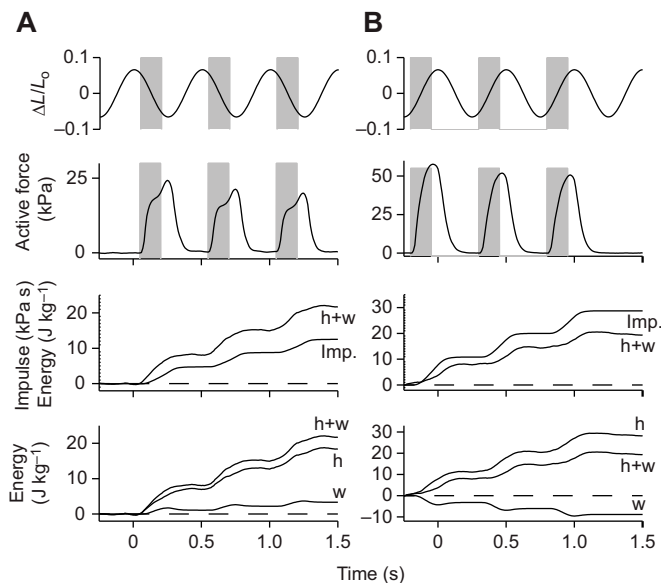 A
B
ΔL/Lo
0.1
0
–0.1
0.1
0
–0.1
Active force
(kPa)
25
0
50
25
0
Impulse (kPa s)
Energy (J kg–1)
20
10
0
h+w
Imp.
30
20
10
0
Imp.
h+w
Energy
(J kg–1)
20
10
0
h+w
h
w
30
20
10
0
–10
h
h+w
w
0 0.5 1.0 1.5
0 0.5 1.0 1.5
Time (s)